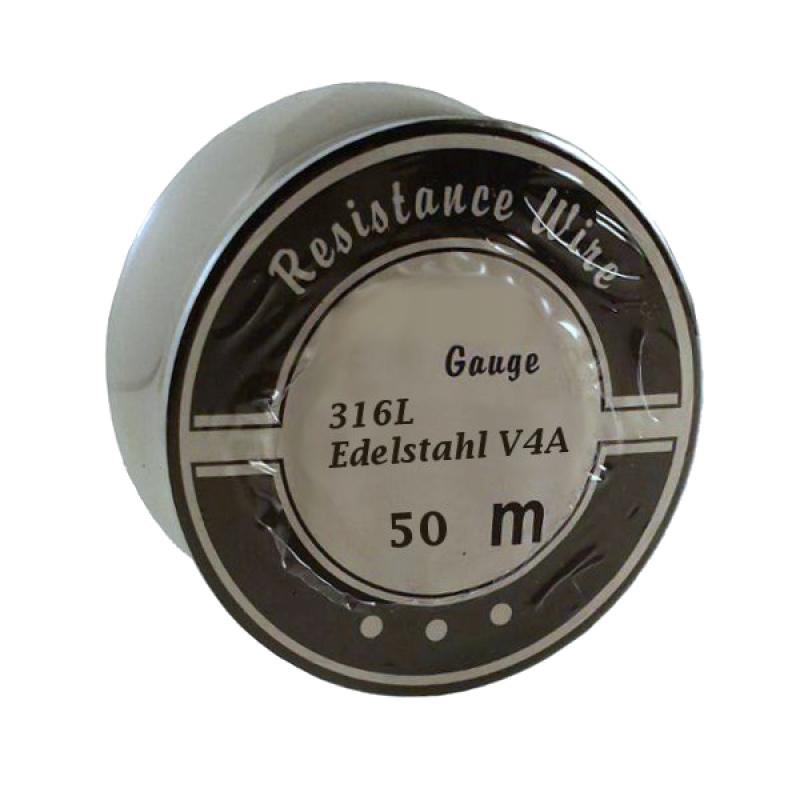 Resistance Wire
Gauge
316L
Edelstahl V4A
50 m